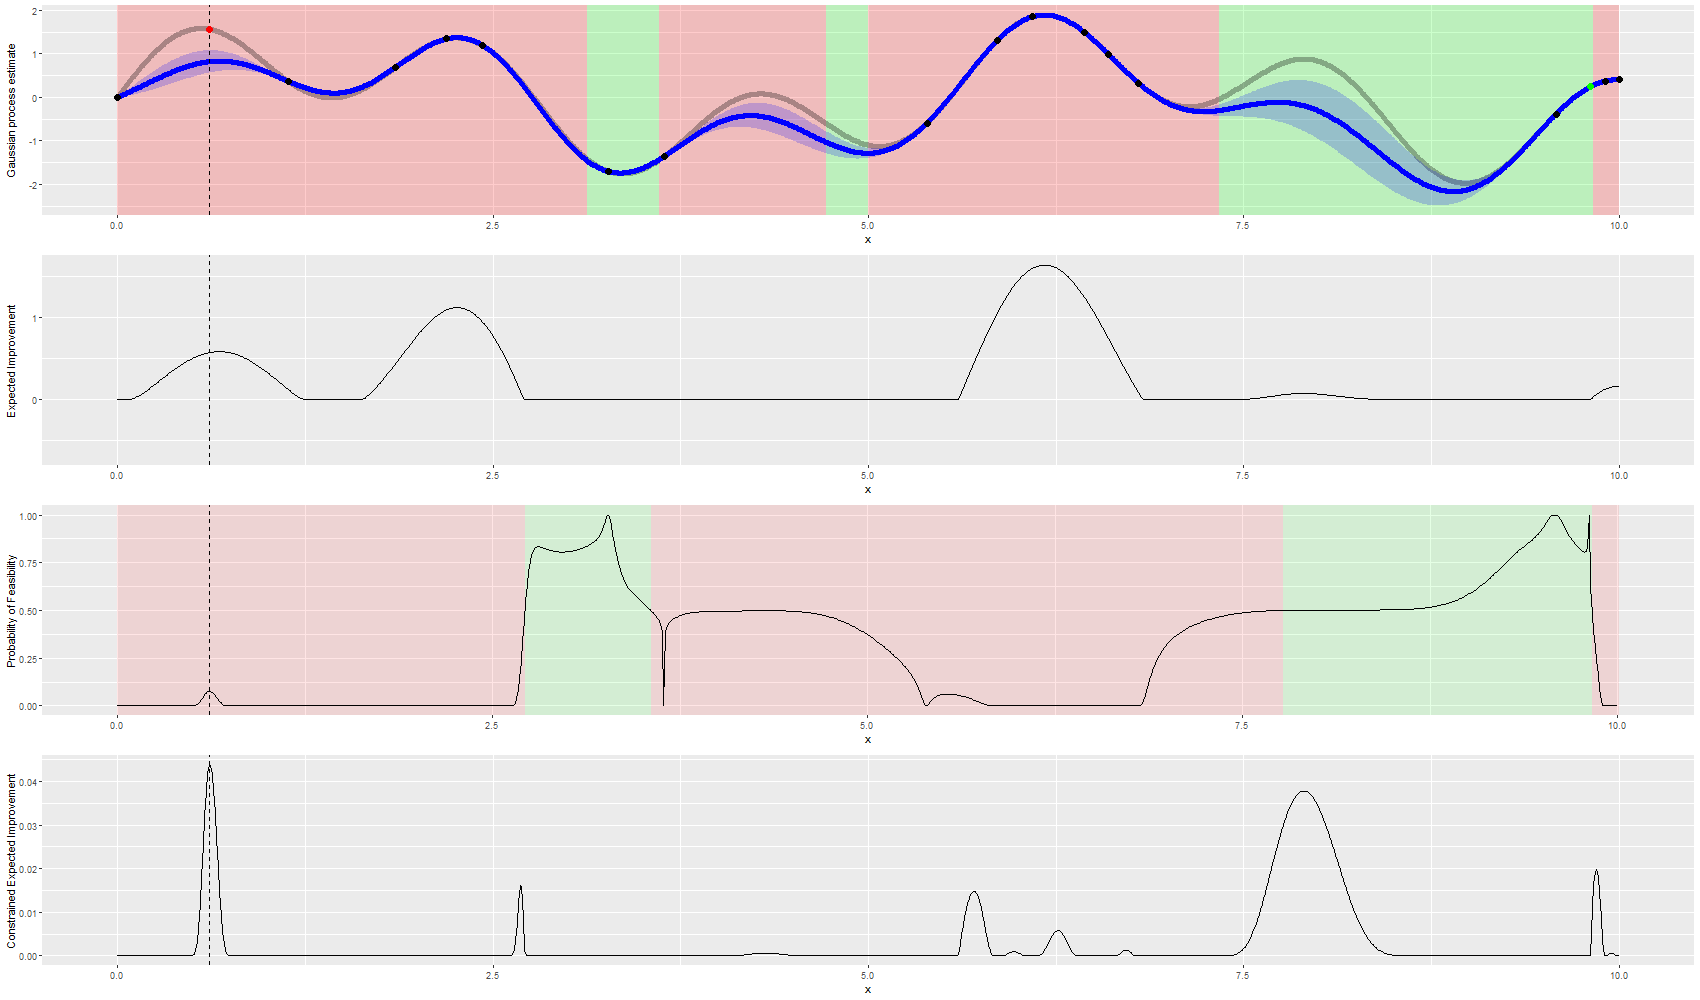 Gaussian process estimate
2
1
0
-1
-2
0.0 2.5 5.0 7.5 10.0
x
Expected Improvement
1
0
0.0 2.5 5.0 7.5 10.0
x
Probability of Feasibility
1.00
0.75
0.50
0.25
0.00
0.0 2.5 5.0 7.5 10.0
x
Constrained Expected Improvement
0.04
0.03
0.02
0.01
0.00
0.0 2.5 5.0 7.5 10.0
x